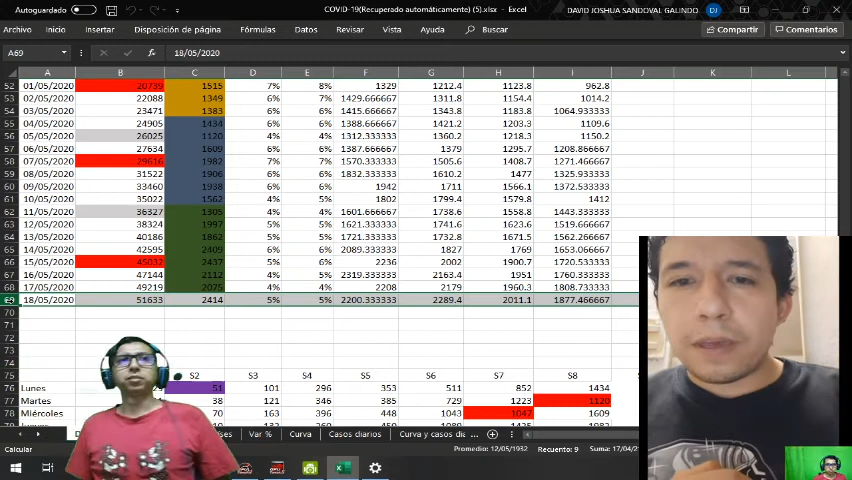 Autoguardado COVID-19(Recuperado automáticamente) (5).xlsx - Excel DAVID JOSHUA SANDOVAL GALINDO DJ
Archivo Inicio Insertar Disposición de página Fórmulas Datos Revisar Vista Ayuda Compartir Comentarios
A69 fx 18/05/2020
A B C D E F G H I J K L
52 01/05/2020 20739 1515 7% 8% 1329 1212.4 1123.8 962.8
53 02/05/2020 22088 1349 6% 7% 1429.666667 1311.8 1154.4 1014.2
54 03/05/2020 23471 1383 6% 6% 1415.666667 1343.8 1183.8 1064.933333
55 04/05/2020 24905 1434 6% 6% 1388.666667 1421.2 1203.3 1109.6
56 05/05/2020 26025 1120 4% 6% 1312.333333 1360.2 1218.3 1150.2
57 06/05/2020 27634 1609 6% 6% 1387.666667 1379 1295.7 1208.866667
58 07/05/2020 29616 1982 7% 7% 1570.333333 1505.6 1408.7 1271.466667
59 08/05/2020 31522 1906 6% 6% 1832.333333 1610.2 1477 1325.933333
60 09/05/2020 33460 1938 6% 6% 1942 1711 1566.1 1372.533333
61 10/05/2020 35022 1562 4% 5% 1802 1799.4 1579.8 1412
62 11/05/2020 36327 1305 4% 4% 1601.666667 1738.6 1558.8 1443.333333
63 12/05/2020 38324 1997 5% 4% 1621.333333 1741.6 1623.6 1519.666667
64 13/05/2020 40186 1862 5% 4% 1721.333333 1732.8 1671.5 1562.266667
65 14/05/2020 42595 2409 6% 5% 2089.333333 1827 1769 1653.066667
66 15/05/2020 45032 2437 5% 5% 2236 2002 1900.7 1720.533333
67 16/05/2020 47144 2112 4% 5% 2319.333333 2163.4 1951 1760.333333
68 17/05/2020 49219 2075 4% 4% 2208 2179 1960.3 1808.733333
69 18/05/2020 51633 2414 5% 5% 2200.333333 2289.4 2011.1 1877.466667
70
71
72
73
74
75 S2 S3 S4 S5 S6 S7 S8
76 Lunes 51 101 296 353 511 852 1434
77 Martes 38 121 346 385 729 1223 1120
78 Miércoles 70 163 396 448 1043 1047 1609
Var % Curva Casos diarios Curva y casos dia ...
Calcular Promedio: 12/05/1932 Recuento: 9 Suma: 17/04/2